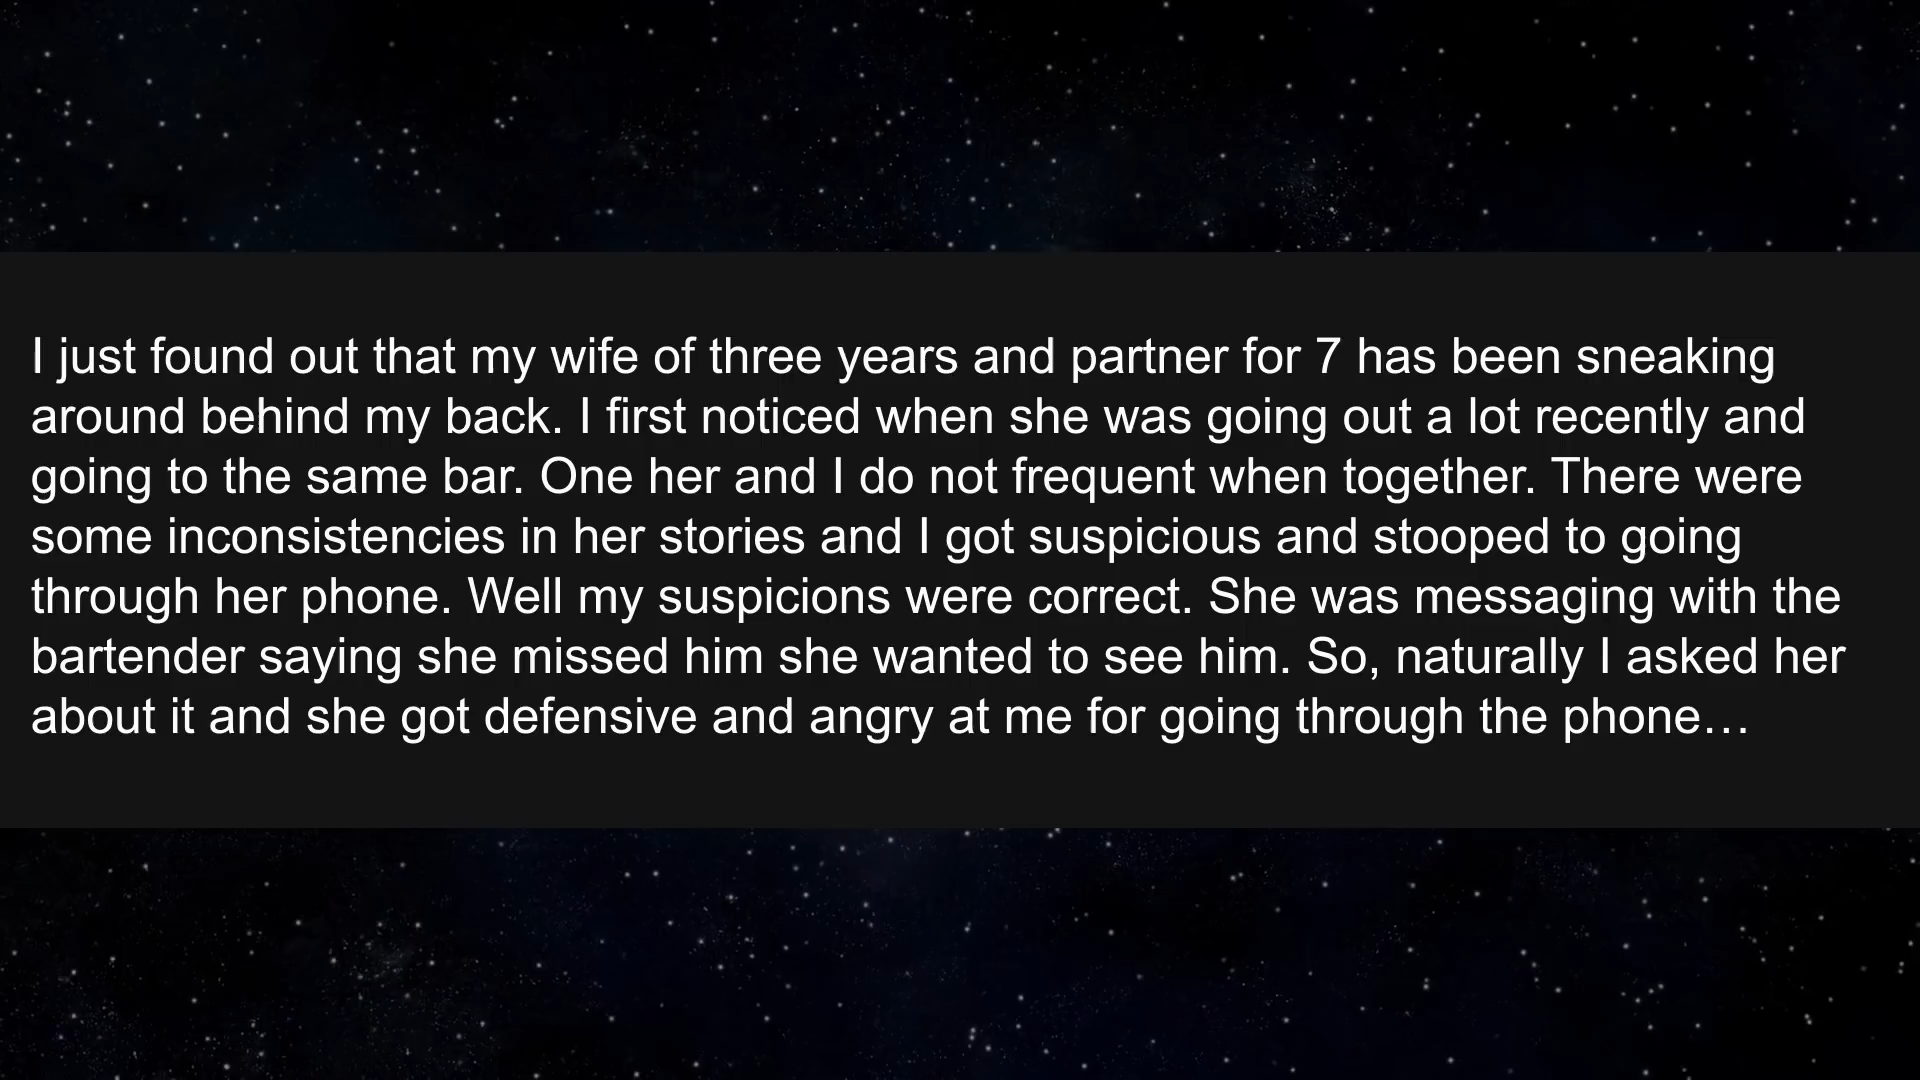 I just found out that my wife of three years and partner for 7 has been sneaking
around behind my back. I first noticed when she was going out a lot recently and
going to the same bar. One her and I do not frequent when together. There were
some inconsistencies in her stories and I got suspicious and stooped to going
through her phone. Well my suspicions were correct. She was messaging with the
bartender saying she missed him she wanted to see him. So, naturally I asked her
about it and she got defensive and angry at me for going through the phone…